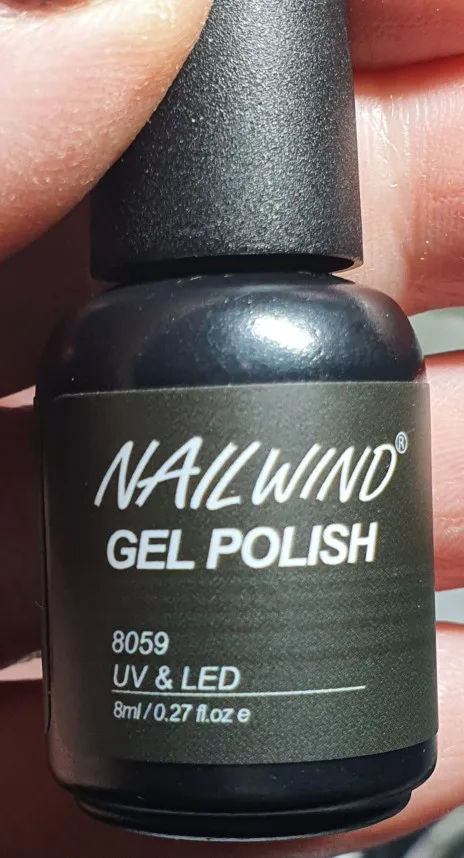 NAILWIND®
GEL POLISH
8059
UV & LED
8ml / 0.27 fl.oz e